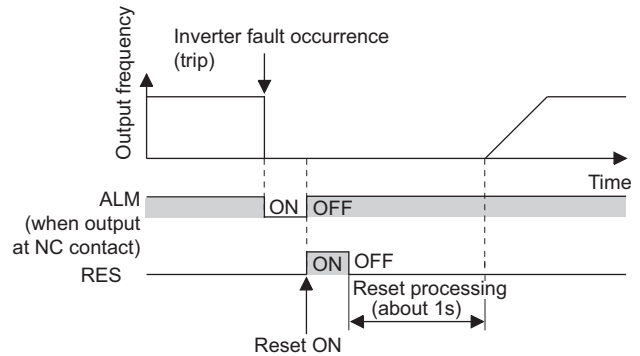 Output frequency
Inverter fault occurrence
(trip)
Time
ALM
(when output
at NC contact)
ON
OFF
RES
ON
OFF
Reset processing
(about 1s)
Reset ON